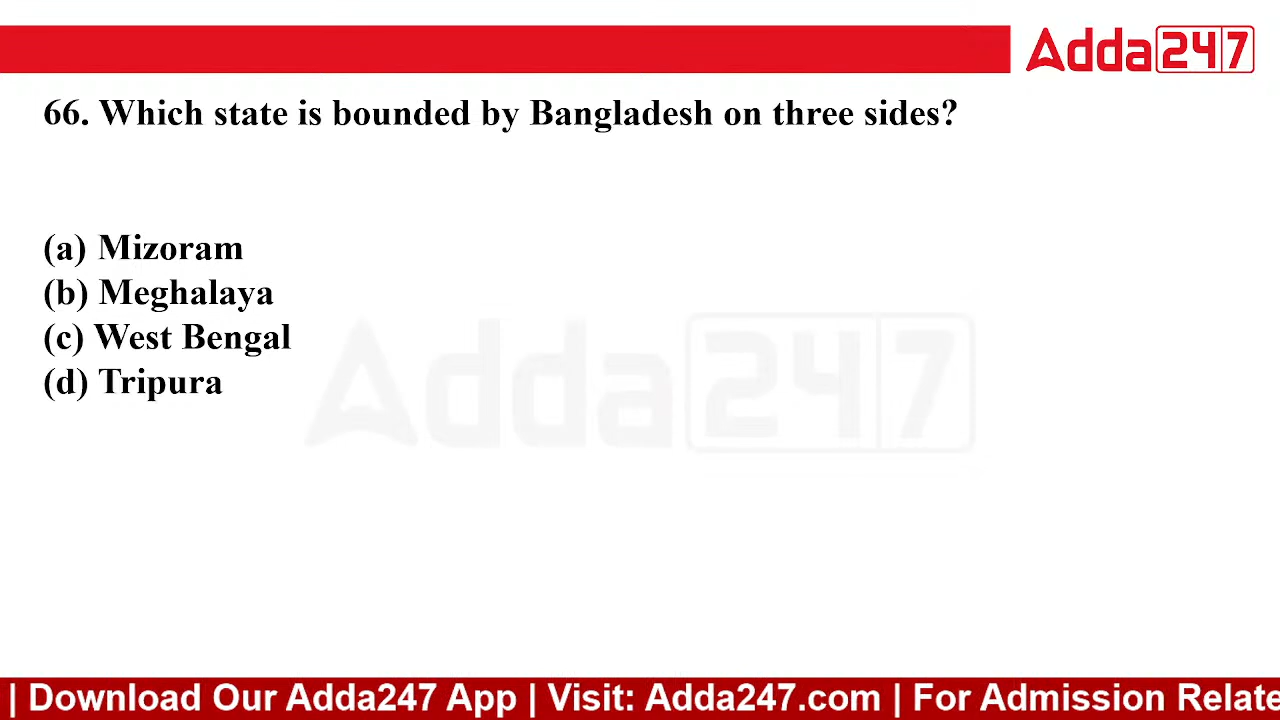 Adda247
66. Which state is bounded by Bangladesh on three sides?
(a) Mizoram
(b) Meghalaya
(c) West Bengal
(d) Tripura
Adda247
| Download Our Adda247 App | Visit: Adda247.com | For Admission Relate